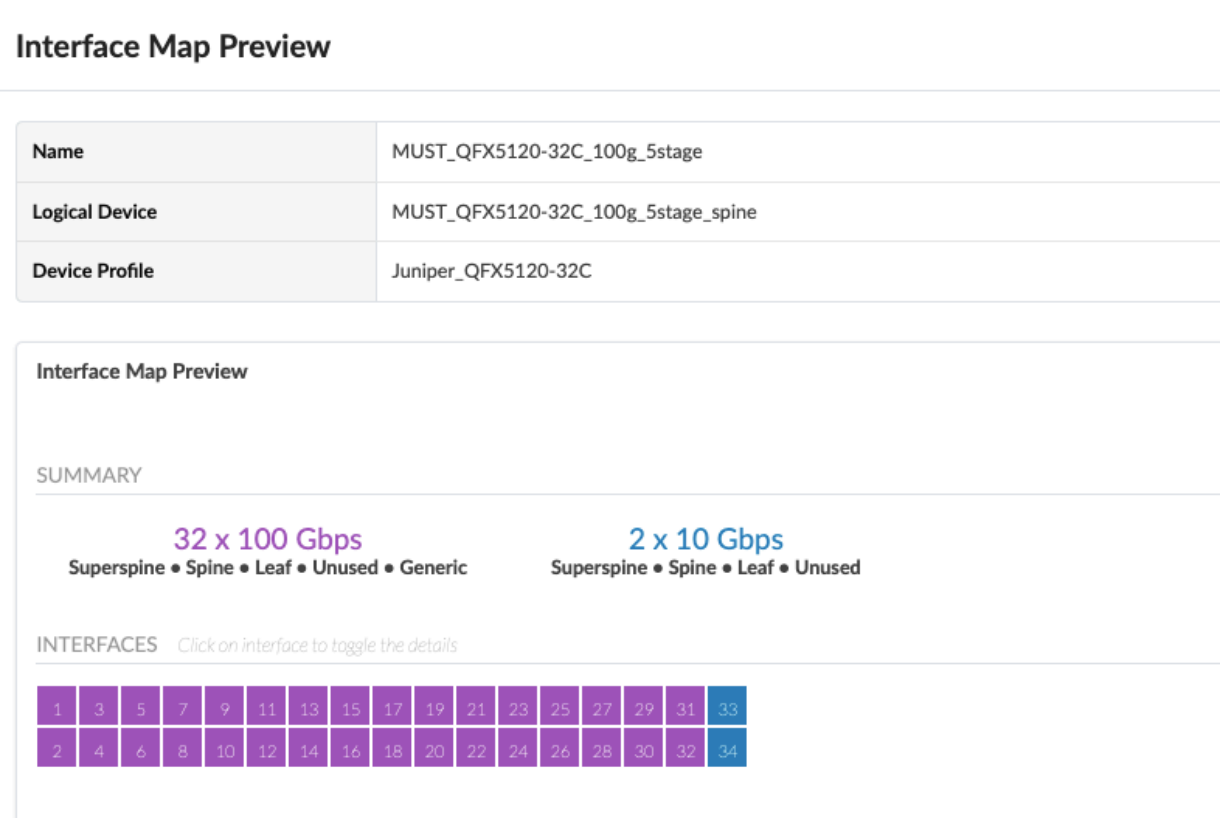 Interface Map Preview
Name MUST_QFX5120-32C_100g_5stage
Logical Device MUST_QFX5120-32C_100g_5stage_spine
Device Profile Juniper_QFX5120-32C
Interface Map Preview
SUMMARY
32 x 100 Gbps 2 x 10 Gbps
Superspine • Spine • Leaf • Unused • Generic Superspine • Spine • Leaf • Unused
INTERFACES Click on interface to toggle the details
1 3 5 7 9 11 13 15 17 19 21 23 25 27 29 31 33
2 4 6 8 10 12 14 16 18 20 22 24 26 28 30 32 34